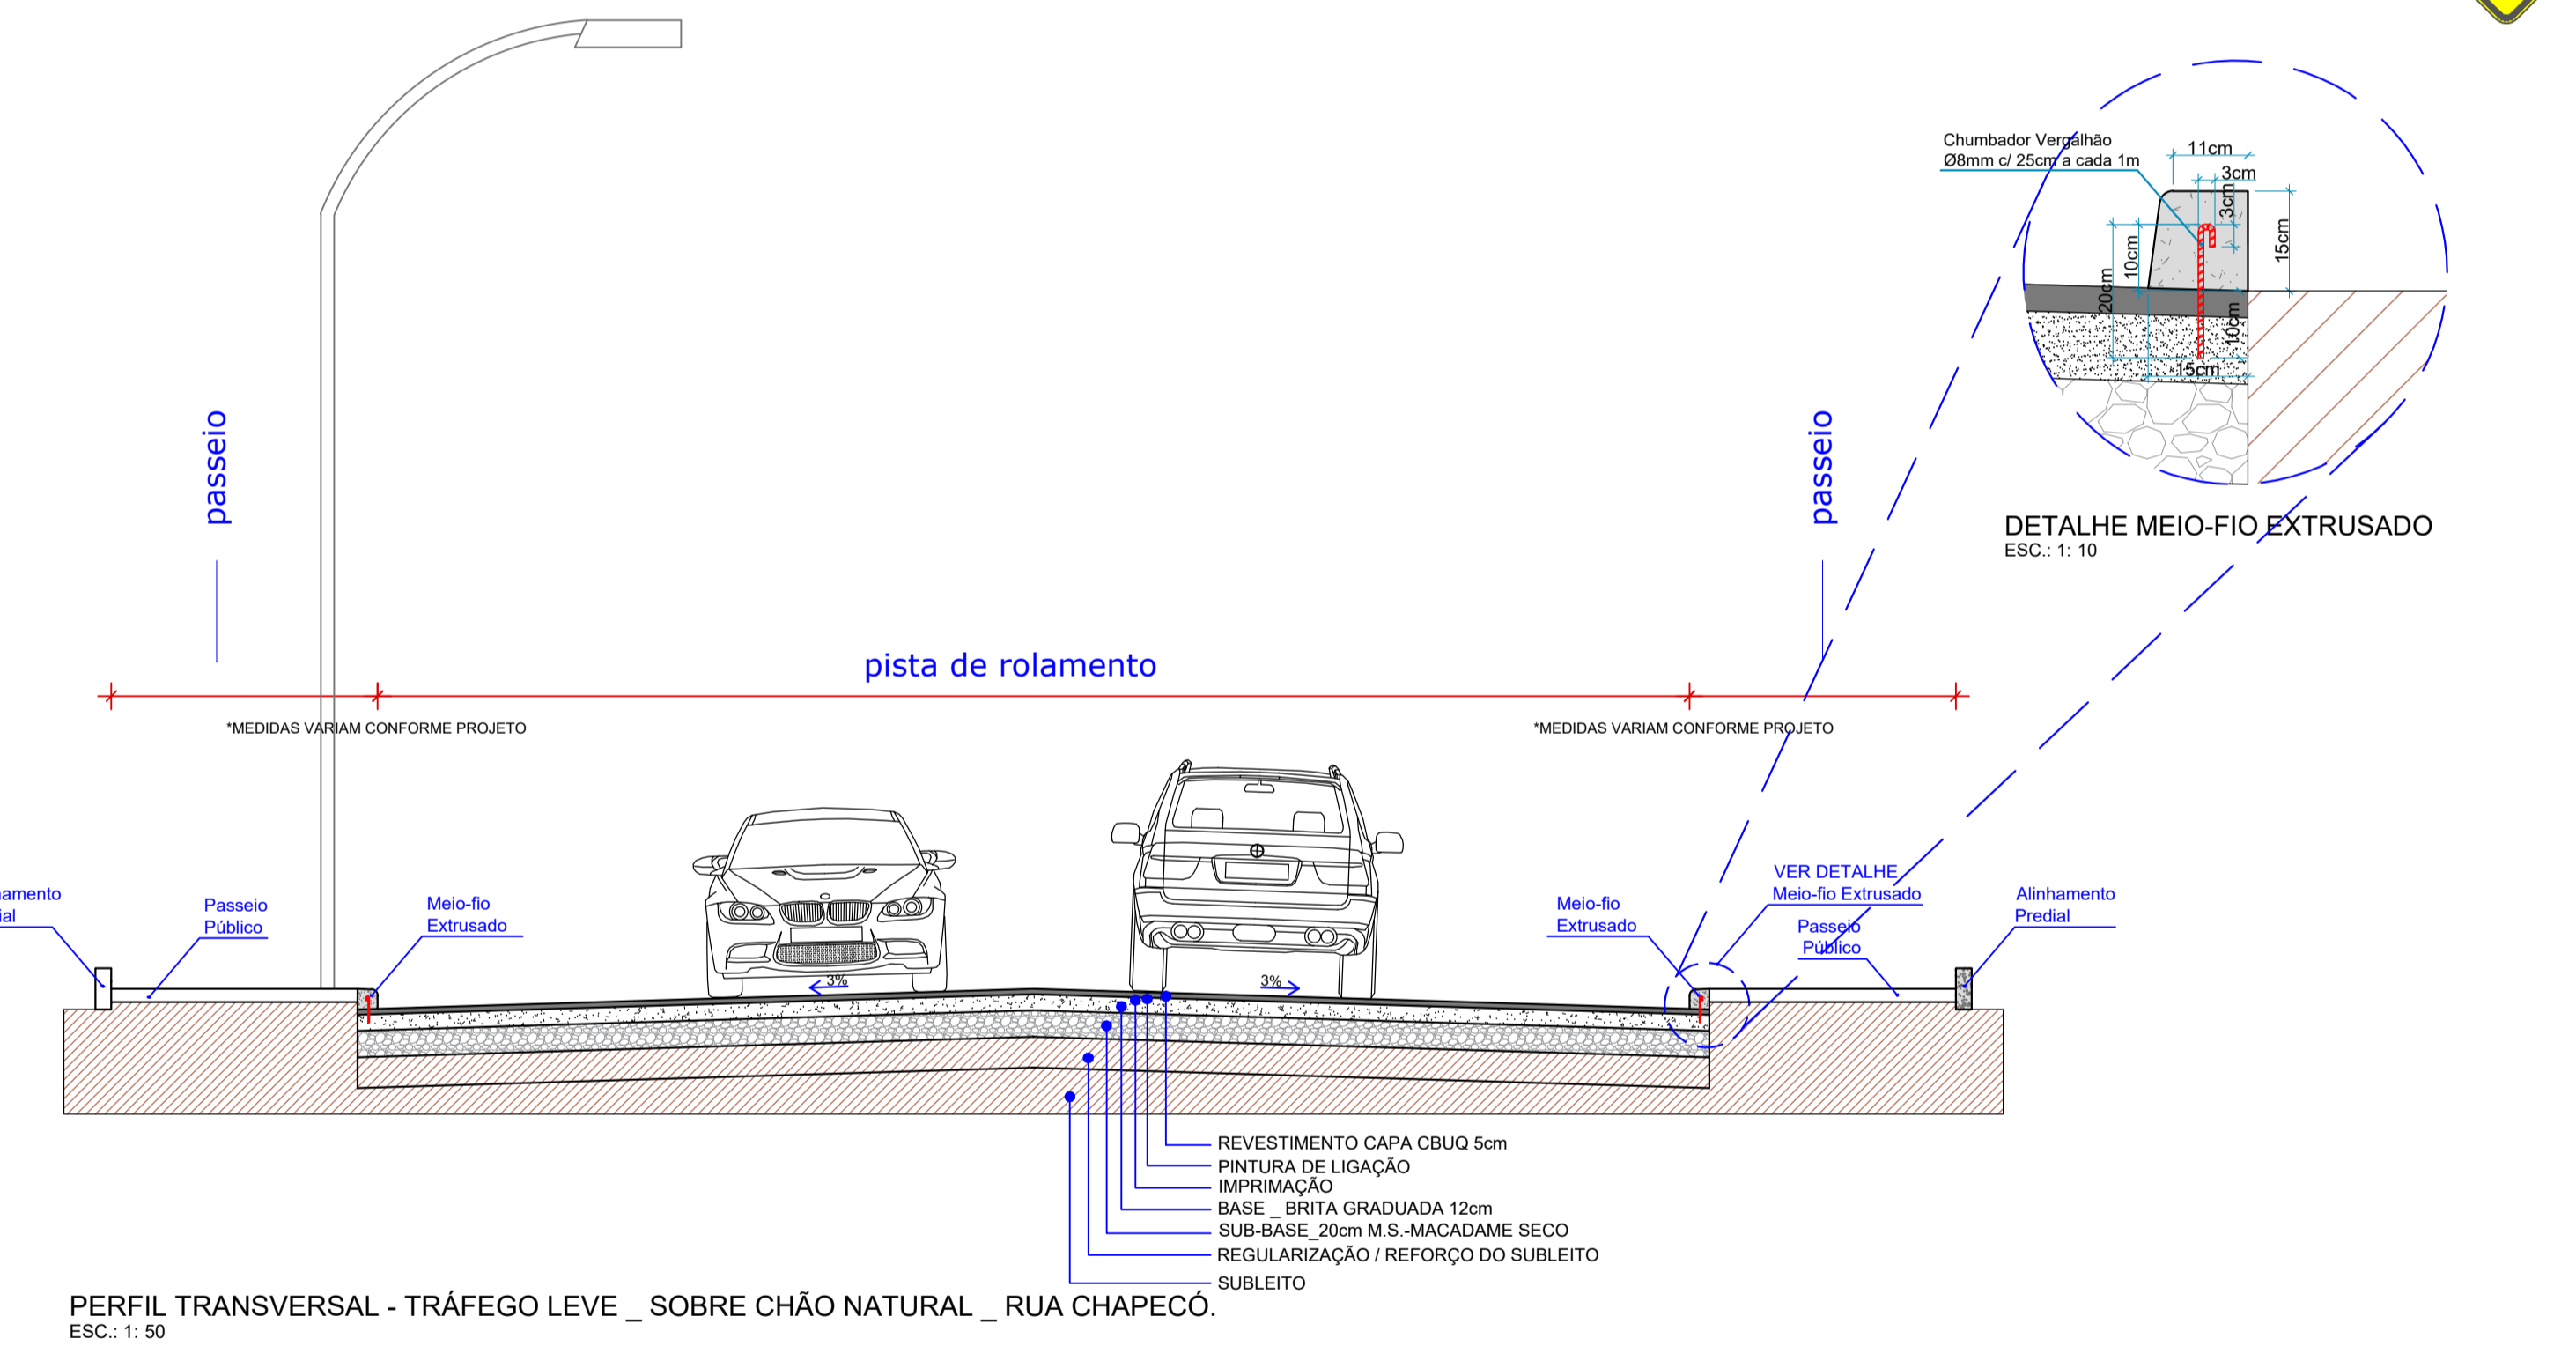 Chumbador Vergalhão
Ø8mm c/ 25cm a cada 1m
11cm
3cm
3cm
15cm
10cm
20cm
10cm
15cm
DETALHE MEIO-FIO EXTRUSADO
ESC.: 1: 10
passeio
passeio
pista de rolamento
*MEDIDAS VARIAM CONFORME PROJETO
*MEDIDAS VARIAM CONFORME PROJETO
Passeio
Público
Meio-fio
Extrusado
3%
3%
Meio-fio
Extrusado
VER DETALHE
Meio-fio Extrusado
Passeio
Público
Alinhamento
Predial
REVESTIMENTO CAPA CBUQ 5cm
PINTURA DE LIGAÇÃO
IMPRIMAÇÃO
BASE _ BRITA GRADUADA 12cm
SUB-BASE_20cm M.S.-MACADAME SECO
REGULARIZAÇÃO / REFORÇO DO SUBLEITO
SUBLEITO
PERFIL TRANSVERSAL - TRÁFEGO LEVE _ SOBRE CHÃO NATURAL _ RUA CHAPECÓ.
ESC.: 1: 50